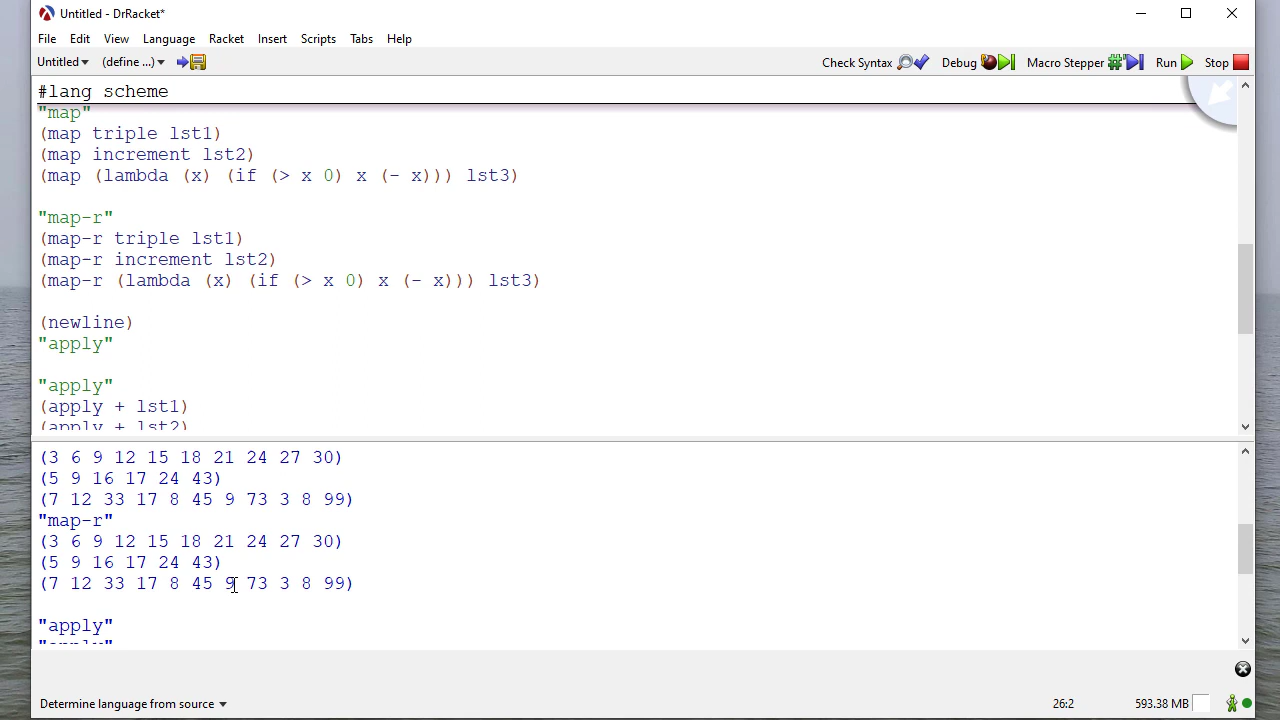 Untitled - DrRacket*
File Edit View Language Racket Insert Scripts Tabs Help
Untitled (define ...) Check Syntax Debug Macro Stepper Run Stop
#lang scheme
"map"
(map triple lst1)
(map increment lst2)
(map (lambda (x) (if (> x 0) x (- x))) lst3)
"map-r"
(map-r triple lst1)
(map-r increment lst2)
(map-r (lambda (x) (if (> x 0) x (- x))) lst3)
(newline)
"apply"
"apply"
(apply + lst1)
(apply + lst2)
(3 6 9 12 15 18 21 24 27 30)
(5 9 16 17 24 43)
(7 12 33 17 8 45 9 73 3 8 99)
"map-r"
(3 6 9 12 15 18 21 24 27 30)
(5 9 16 17 24 43)
(7 12 33 17 8 45 9 73 3 8 99)
"apply"
"apply"
Determine language from source 26:2 593.38 MB